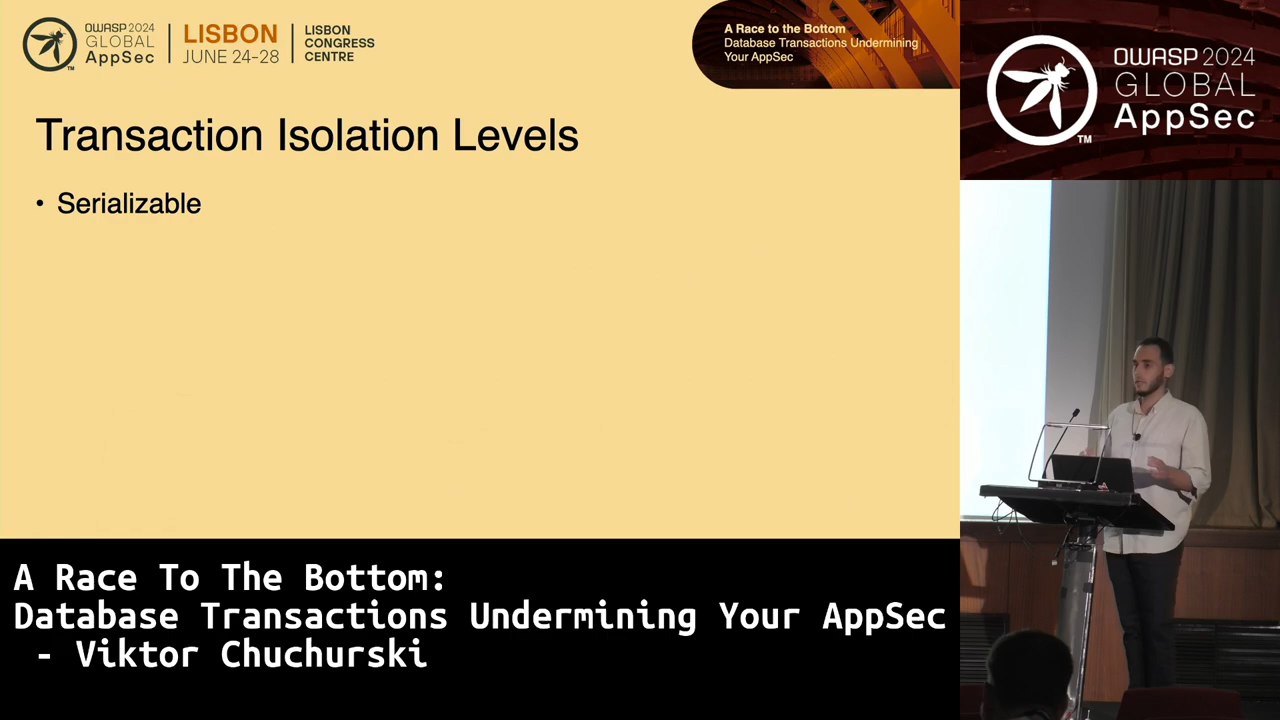 OWASP 2024
GLOBAL
AppSec
TM
LISBON
JUNE 24-28
LISBON
CONGRESS
CENTRE
A Race to the Bottom
Database Transactions Undermining
Your AppSec
OWASP 2024
GLOBAL
AppSec
TM
Transaction Isolation Levels
• Serializable
A Race To The Bottom:
Database Transactions Undermining Your AppSec
- Viktor Chuchurski